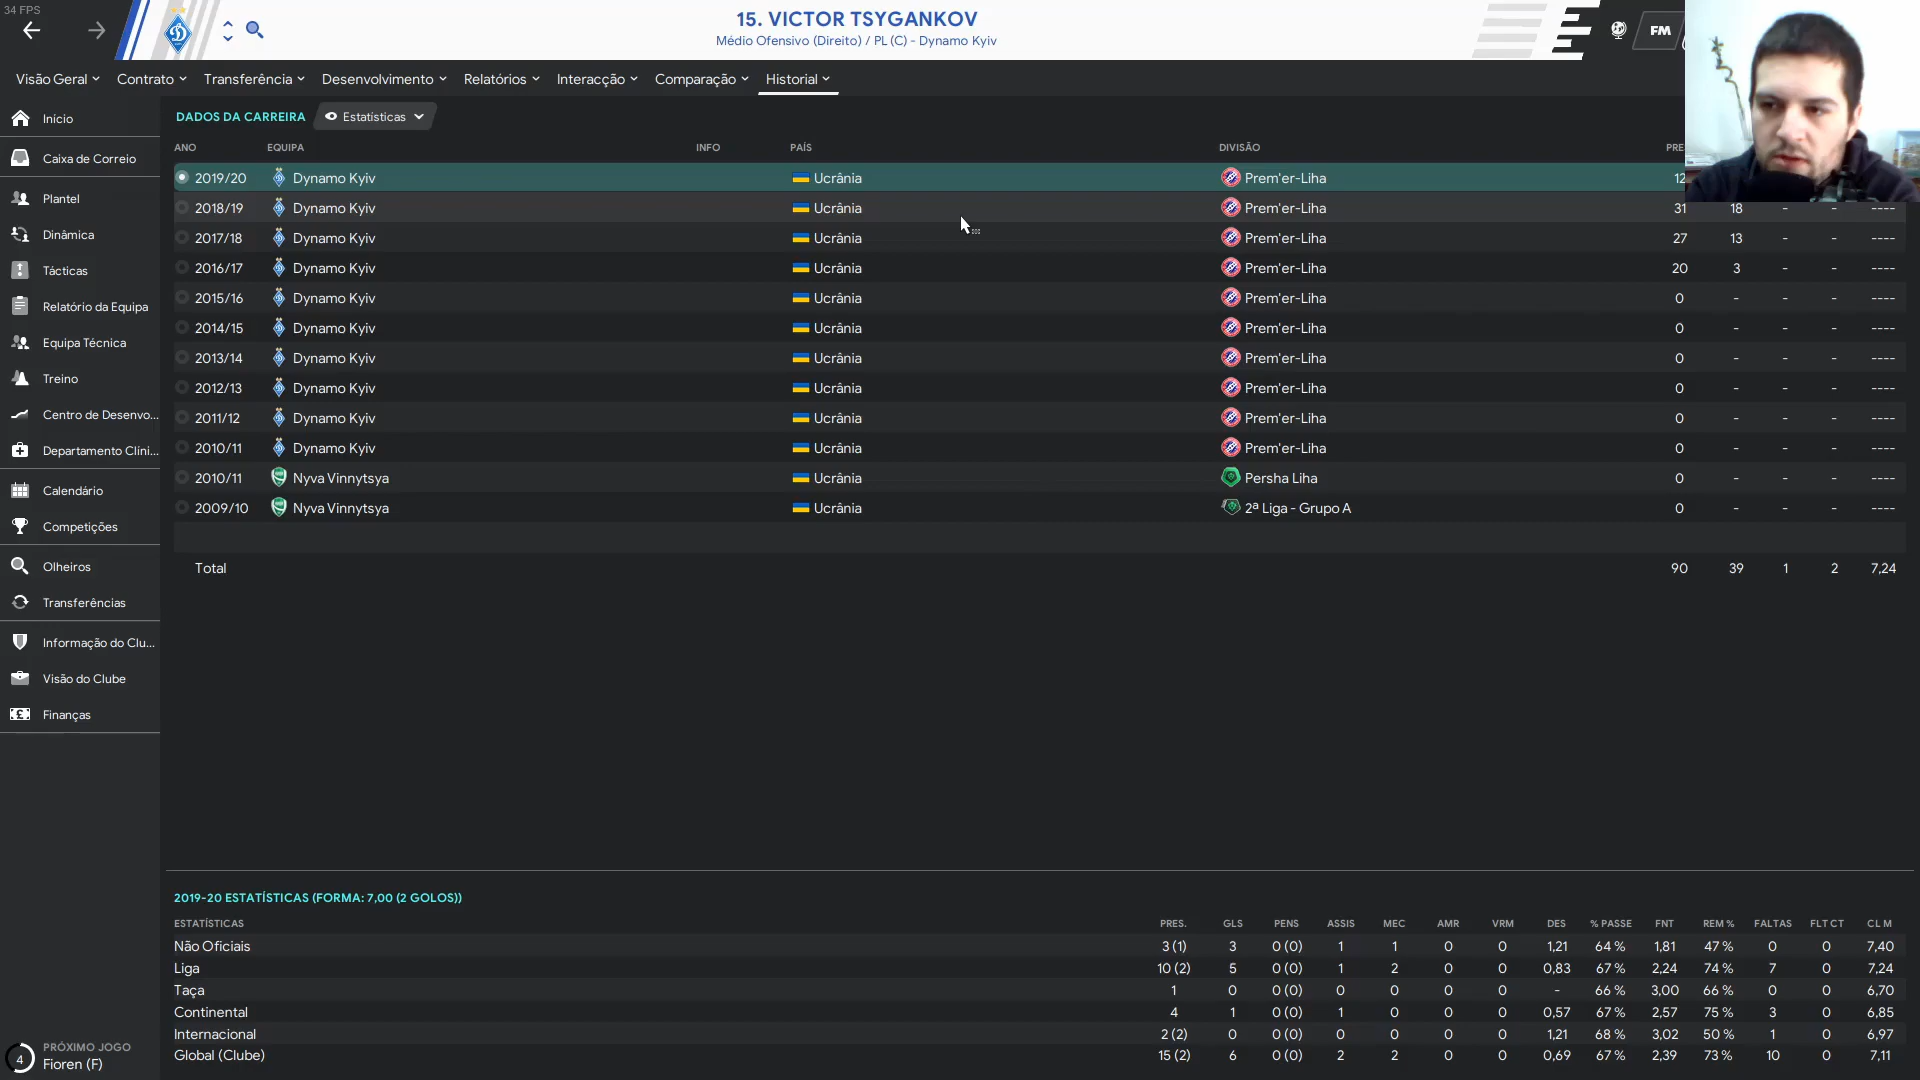 34 FPS
15. VICTOR TSYGANKOV
Médio Ofensivo (Direito) / PL (C) - Dynamo Kyiv
FM
Visão Geral Contrato Transferência Desenvolvimento Relatórios Interacção Comparação Historial
Início
Caixa de Correio
Plantel
Dinâmica
Tácticas
Relatório da Equipa
Equipa Técnica
Treino
Centro de Desenvo...
Departamento Clíni...
Calendário
Competições
Olheiros
Transferências
Informação do Clu...
Visão do Clube
Finanças
4 PRÓXIMO JOGO
Fioren (F)
DADOS DA CARREIRA Estatísticas
ANO EQUIPA INFO PAÍS DIVISÃO PRE
2019/20 Dynamo Kyiv Ucrânia Prem'er-Liha 12
2018/19 Dynamo Kyiv Ucrânia Prem'er-Liha 31 18 - - ----
2017/18 Dynamo Kyiv Ucrânia Prem'er-Liha 27 13 - - ----
2016/17 Dynamo Kyiv Ucrânia Prem'er-Liha 20 3 - - ----
2015/16 Dynamo Kyiv Ucrânia Prem'er-Liha 0 - - - ----
2014/15 Dynamo Kyiv Ucrânia Prem'er-Liha 0 - - - ----
2013/14 Dynamo Kyiv Ucrânia Prem'er-Liha 0 - - - ----
2012/13 Dynamo Kyiv Ucrânia Prem'er-Liha 0 - - - ----
2011/12 Dynamo Kyiv Ucrânia Prem'er-Liha 0 - - - ----
2010/11 Dynamo Kyiv Ucrânia Prem'er-Liha 0 - - - ----
2010/11 Nyva Vinnytsya Ucrânia Persha Liha 0 - - - ----
2009/10 Nyva Vinnytsya Ucrânia 2ª Liga - Grupo A 0 - - - ----
Total 90 39 1 2 7,24
2019-20 ESTATÍSTICAS (FORMA: 7,00 (2 GOLOS))
ESTATÍSTICAS PRES. GLS PENS ASSIS MEC AMR VRM DES % PASSE FNT REM % FALTAS FLT CT CL M
Não Oficiais 3 (1) 3 0 (0) 1 1 0 0 1,21 64 % 1,81 47 % 0 0 7,40
Liga 10 (2) 5 0 (0) 1 2 0 0 0,83 67 % 2,24 74 % 7 0 7,24
Taça 1 0 0 (0) 0 0 0 0 - 66 % 3,00 66 % 0 0 6,70
Continental 4 1 0 (0) 1 0 0 0 0,57 67 % 2,57 75 % 3 0 6,85
Internacional 2 (2) 0 0 (0) 0 0 0 0 1,21 68 % 3,02 50 % 1 0 6,97
Global (Clube) 15 (2) 6 0 (0) 2 2 0 0 0,69 67 % 2,39 73 % 10 0 7,11